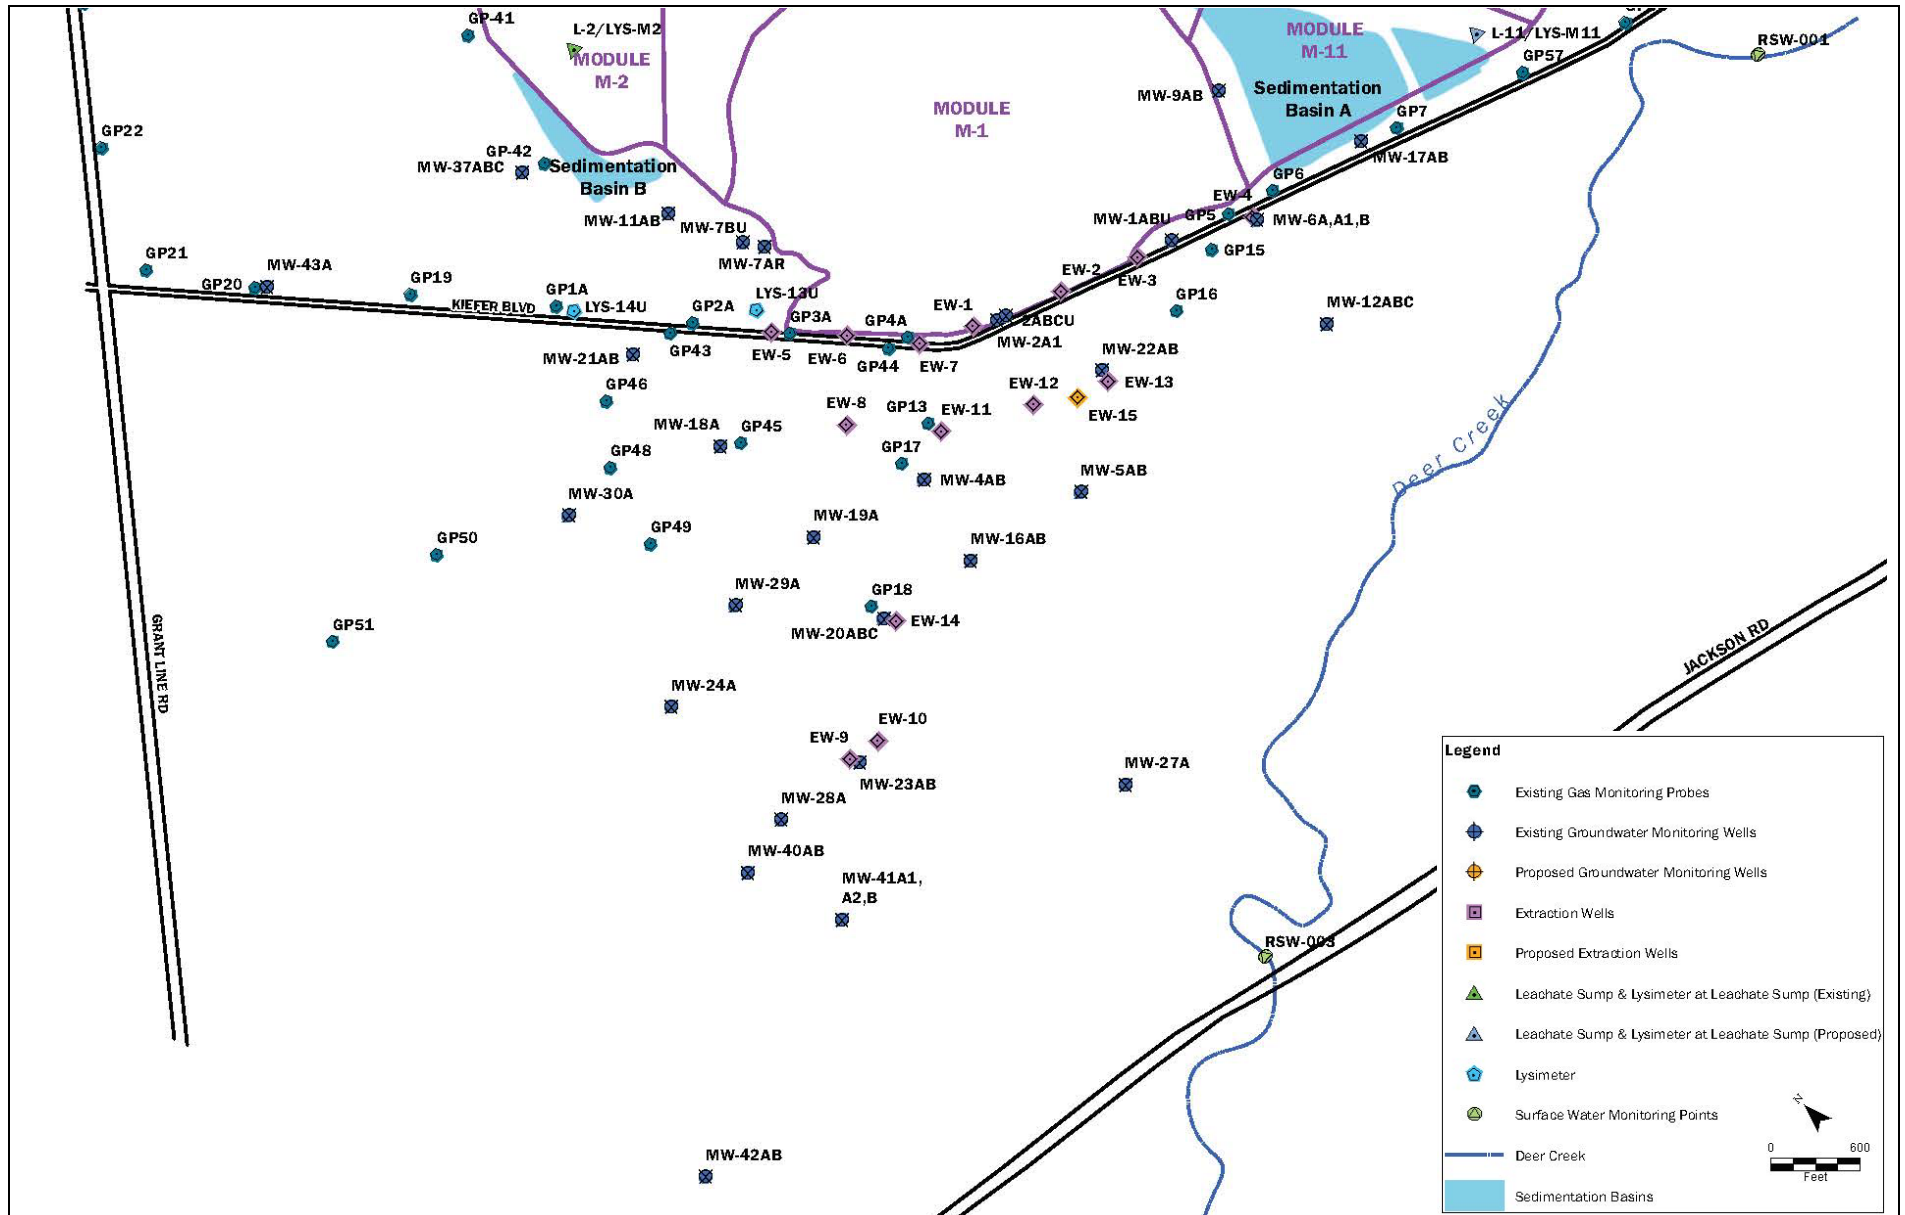 GP-41
L-2/LYS-M2
MODULE
M-2
MODULE
M-11
L-11/LYS-M11
RSW-001
GP57
MW-9AB
Sedimentation
Basin A
MODULE
M-1
GP7
GP22
GP-42
MW-37ABC
Sedimentation
Basin B
MW-17AB
GP6
EW-4
MW-11AB
MW-7BU
MW-1ABU
GP5
MW-6A,A1,B
GP21
MW-7AR
GP15
GP20
MW-43A
GP19
EW-2
EW-3
GP1A
LYS-14U
LYS-13U
GP16
KIEFER BLVD
GP2A
GP3A
GP4A
EW-1
2ABCU
MW-12ABC
MW-2A1
MW-21AB
GP43
EW-5
EW-6
GP44
EW-7
MW-22AB
GP46
EW-12
EW-13
EW-8
GP13
EW-11
EW-15
MW-18A
GP45
GP17
GP48
MW-4AB
MW-5AB
Deer Creek
MW-30A
MW-19A
GP50
GP49
MW-16AB
MW-29A
GP18
GP51
MW-20ABC
EW-14
GRANT LINE RD
JACKSON RD
MW-24A
EW-10
EW-9
MW-23AB
MW-27A
MW-28A
MW-40AB
MW-41A1,
A2,B
RSW-003
MW-42AB
Legend
Existing Gas Monitoring Probes
Existing Groundwater Monitoring Wells
Proposed Groundwater Monitoring Wells
Extraction Wells
Proposed Extraction Wells
Leachate Sump & Lysimeter at Leachate Sump (Existing)
Leachate Sump & Lysimeter at Leachate Sump (Proposed)
Lysimeter
Surface Water Monitoring Points
Deer Creek
Sedimentation Basins
N
0 600
Feet